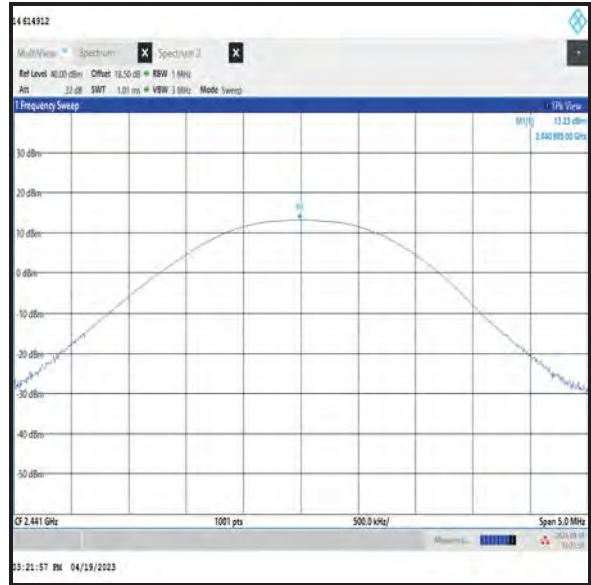 14 614912
MultiView Spectrum X Spectrum 2 X
Ref Level 40.00 dBm Offset 18.50 dB RBW 1 MHz
Att 32 dB SWT 1.01 ms VBW 3 MHz Mode Sweep
1 Frequency Sweep 1Pk View
M1[1] 13.23 dBm
GHz
30 dBm
20 dBm
M1
10 dBm
0 dBm
-10 dBm
-20 dBm
-30 dBm
-40 dBm
-50 dBm
CF 2.441 GHz 1001 pts 500.0 kHz/ Span 5.0 MHz
03:21:57 PM 04/19/2023